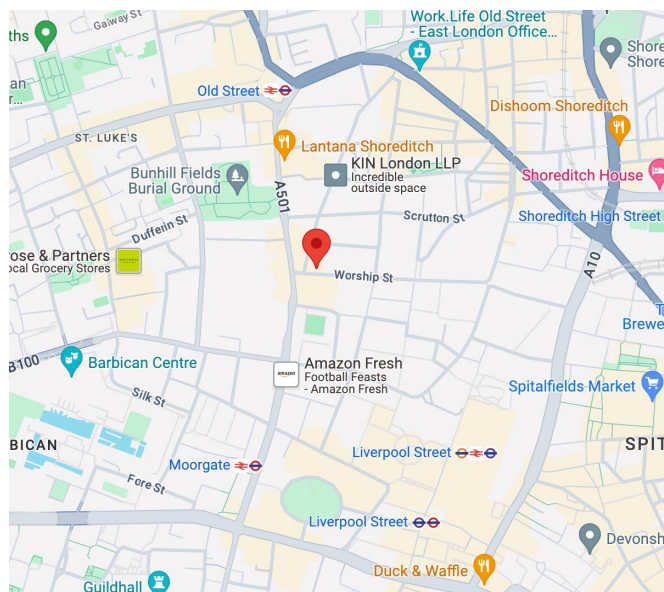 Galway St
ths
Work.Life Old Street
- East London Office...
Shore
Shore
an
r...
Old Street
Dishoom Shoreditch
ST. LUKE'S
Lantana Shoreditch
KIN London LLP
Incredible
outside space
Bunhill Fields
Burial Ground
Shoreditch House
A501
Scrutton St
Shoreditch High Street
Dufferin St
rose & Partners
ocal Grocery Stores
A10
Worship St
T
Brewe
B100
Barbican Centre
amazon
Amazon Fresh
Football Feasts
- Amazon Fresh
Spitalfields Market
Silk St
BICAN
SPIT
Liverpool Street
Moorgate
Fore St
Liverpool Street
Devonsh
Duck & Waffle
Guildhall